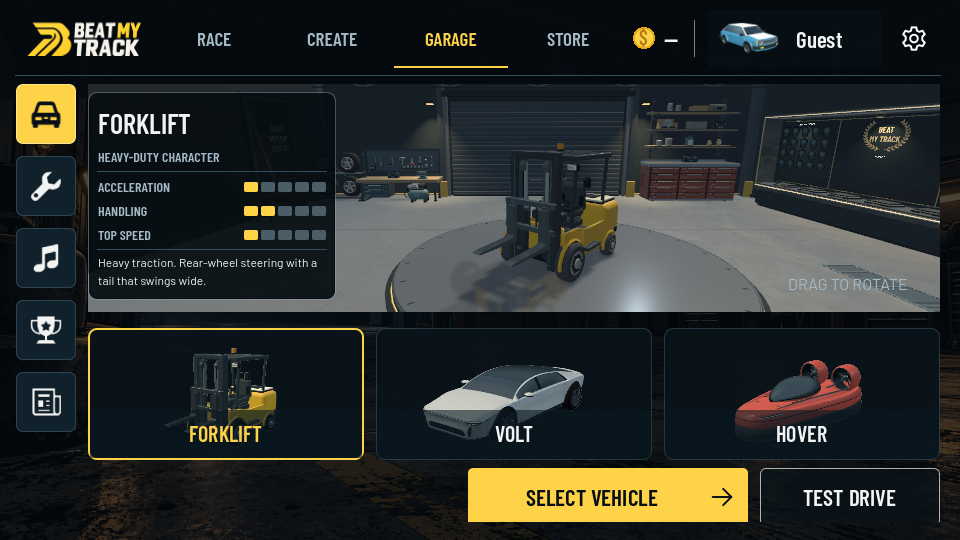 BEAT MY
TRACK
RACE
CREATE
GARAGE
STORE
$
–
Guest
FORKLIFT
HEAVY-DUTY CHARACTER
ACCELERATION
HANDLING
TOP SPEED
Heavy traction. Rear-wheel steering with a
tail that swings wide.
BEAT
MY TRACK
DRAG TO ROTATE
FORKLIFT
VOLT
HOVER
SELECT VEHICLE
TEST DRIVE